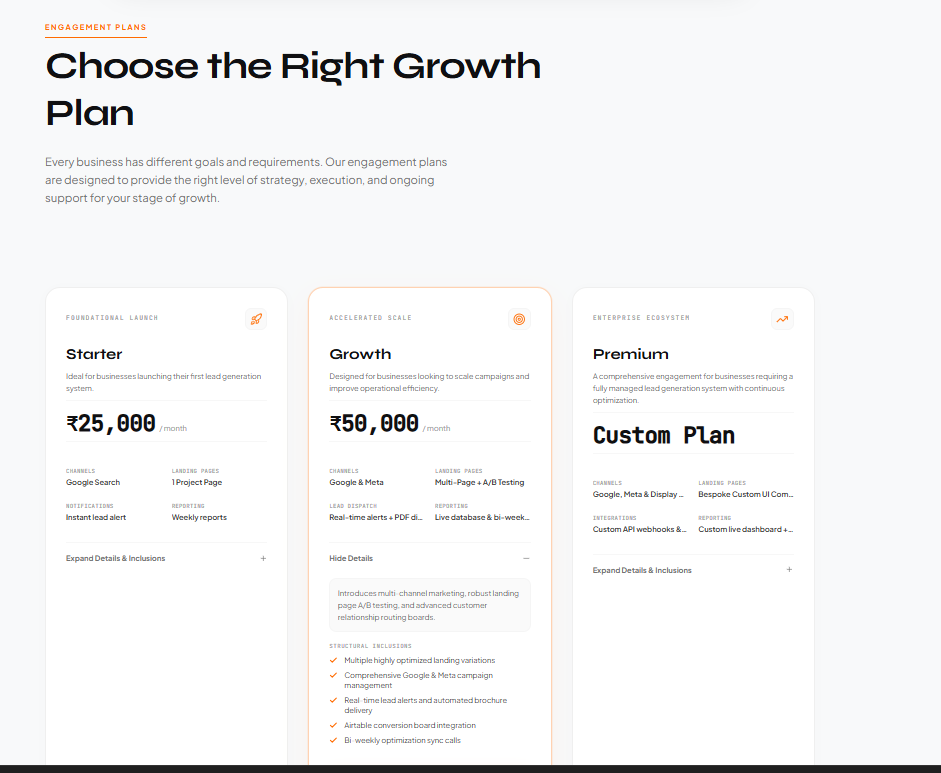 ENGAGEMENT PLANS
Choose the Right Growth
Plan
Every business has different goals and requirements. Our engagement plans
are designed to provide the right level of strategy, execution, and ongoing
support for your stage of growth.
FOUNDATIONAL LAUNCH
Starter
Ideal for businesses launching their first lead generation
system.
₹25,000 / month
CHANNELS
Google Search
LANDING PAGES
1 Project Page
NOTIFICATIONS
Instant lead alert
REPORTING
Weekly reports
Expand Details & Inclusions +
ACCELERATED SCALE
Growth
Designed for businesses looking to scale campaigns and
improve operational efficiency.
₹50,000 / month
CHANNELS
Google & Meta
LANDING PAGES
Multi-Page + A/B Testing
LEAD DISPATCH
Real-time alerts + PDF di...
REPORTING
Live database & bi-week...
Hide Details −
Introduces multi-channel marketing, robust landing
page A/B testing, and advanced customer
relationship routing boards.
STRUCTURAL INCLUSIONS
Multiple highly optimized landing variations
Comprehensive Google & Meta campaign
management
Real-time lead alerts and automated brochure
delivery
Airtable conversion board integration
Bi-weekly optimization sync calls
ENTERPRISE ECOSYSTEM
Premium
A comprehensive engagement for businesses requiring a
fully managed lead generation system with continuous
optimization.
Custom Plan
CHANNELS
Google, Meta & Display ...
LANDING PAGES
Bespoke Custom UI Com...
INTEGRATIONS
Custom API webhooks &...
REPORTING
Custom live dashboard +...
Expand Details & Inclusions +